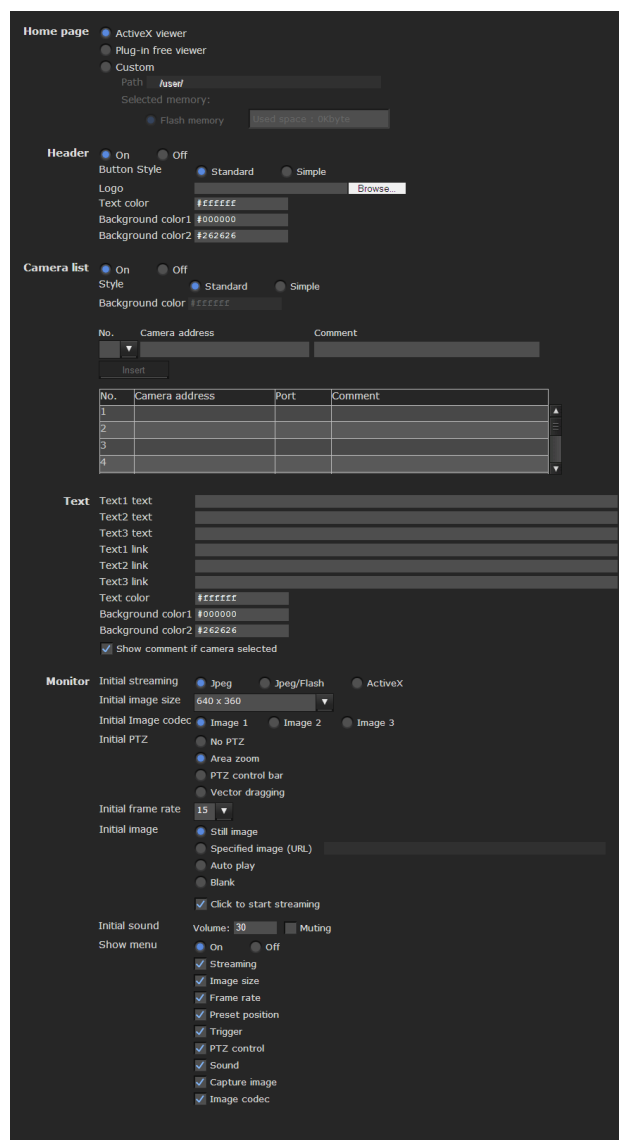 Home page ActiveX viewer
Plug-in free viewer
Custom
Path /user/
Selected memory:
Flash memory Used space / 0Kbyte
Header On Off
Button Style Standard Simple
Logo Browse...
Text color #ffffff
Background color1 #000000
Background color2 #262626
Camera list On Off
Style Standard Simple
Background color #ffffff
No. Camera address Comment
Insert
No. Camera address Port Comment
1
2
3
4
Text Text1 text
Text2 text
Text3 text
Text1 link
Text2 link
Text3 link
Text color #ffffff
Background color1 #000000
Background color2 #262626
Show comment if camera selected
Monitor Initial streaming Jpeg Jpeg/Flash ActiveX
Initial image size 640 x 360
Initial Image codec Image 1 Image 2 Image 3
Initial PTZ No PTZ
Area zoom
PTZ control bar
Vector dragging
Initial frame rate 15
Initial image Still image
Specified image (URL)
Auto play
Blank
Click to start streaming
Initial sound Volume: 30 Muting
Show menu On Off
Streaming
Image size
Frame rate
Preset position
Trigger
PTZ control
Sound
Capture image
Image codec